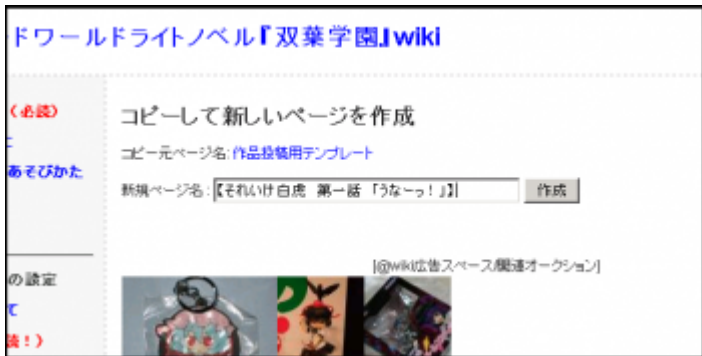 ードワールドライトノベル『双葉学園』wiki
(必読)
あそびかた
コピーして新しいページを作成
コピー元ページ名:作品投稿用テンプレート
新規ページ名:【それいけ白虎 第一話 「うなーっ！」】
作成
[@wiki広告スペース/関連オークション]
の設定
て
読！)